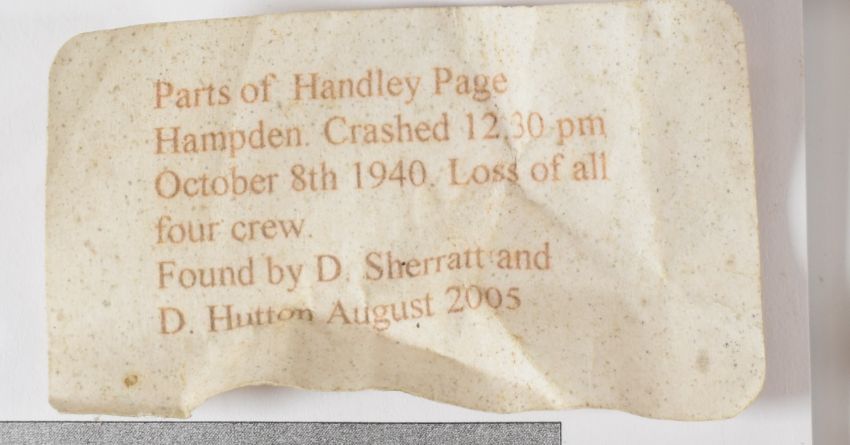 Parts of Handley Page
Hampden. Crashed 12.30 pm
October 8th 1940. Loss of all
four crew.
Found by D. Sherratt and
D. Hutton August 2005